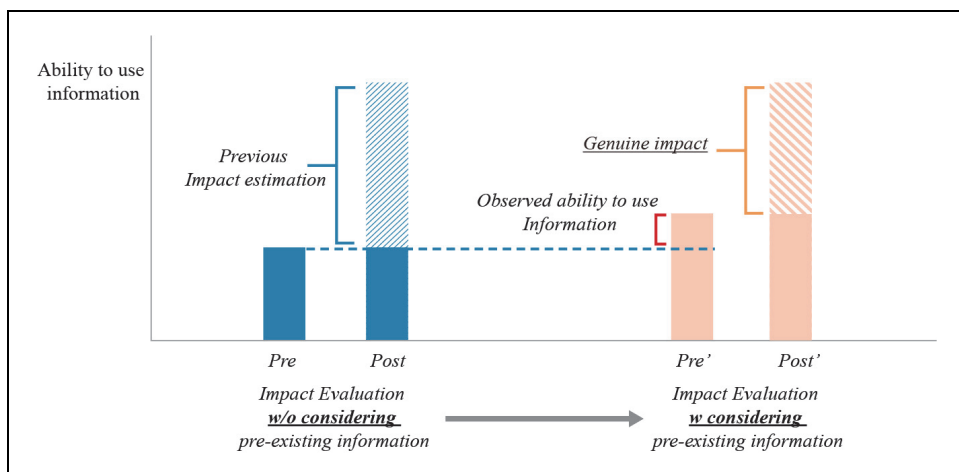 Ability to use
information
Previous
Impact estimation
Genuine impact
Observed ability to use
Information
Pre
Post
Pre’
Post’
Impact Evaluation
w/o considering
pre-existing information
Impact Evaluation
w considering
pre-existing information